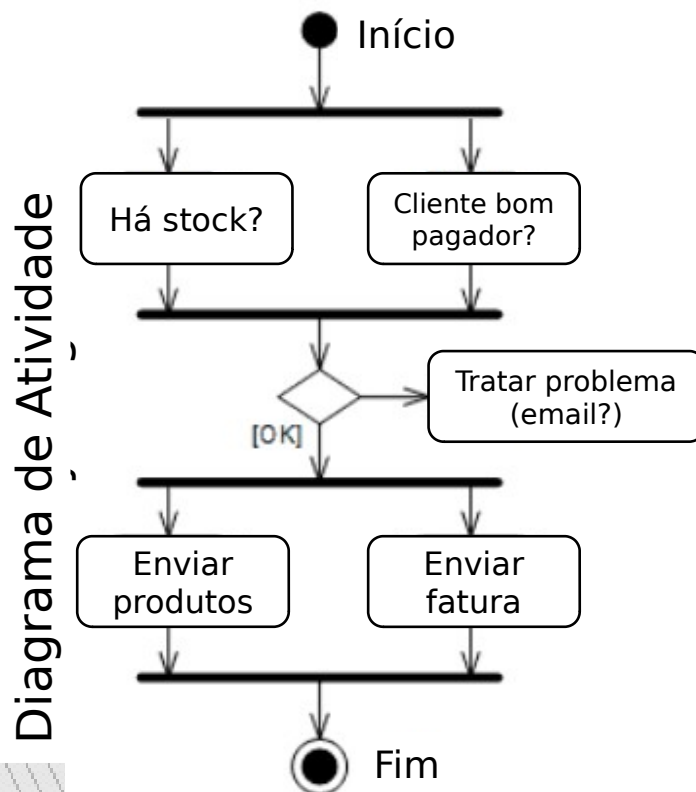 Início
Há stock?
Cliente bom
pagador?
Tratar problema
(email?)
[OK]
Enviar
produtos
Enviar
fatura
Fim
Diagrama de Atividade